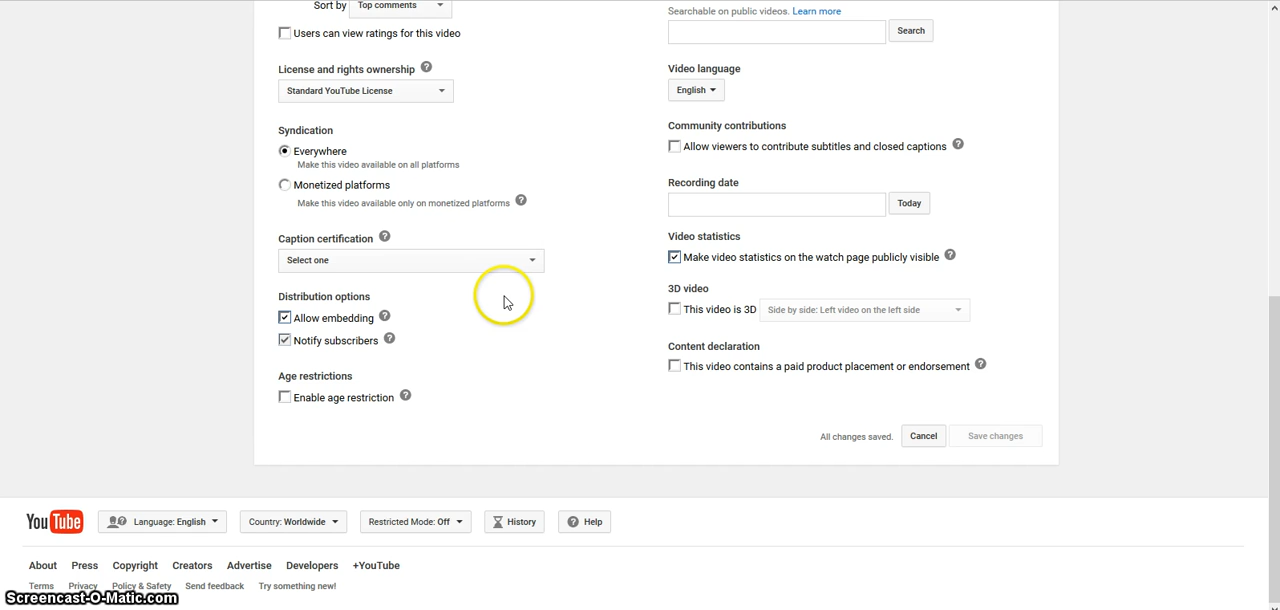 Sort by Top comments
Users can view ratings for this video
License and rights ownership ?
Standard YouTube License
Syndication
Everywhere
Make this video available on all platforms
Monetized platforms
Make this video available only on monetized platforms ?
Caption certification ?
Select one
Distribution options
Allow embedding ?
Notify subscribers ?
Age restrictions
Enable age restriction ?
Searchable on public videos. Learn more
Search
Video language
English
Community contributions
Allow viewers to contribute subtitles and closed captions ?
Recording date
Today
Video statistics
Make video statistics on the watch page publicly visible ?
3D video
This video is 3D Side by side: Left video on the left side
Content declaration
This video contains a paid product placement or endorsement ?
All changes saved. Cancel Save changes
YouTube Language: English Country: Worldwide Restricted Mode: Off History ? Help
About Press Copyright Creators Advertise Developers +YouTube
Terms Privacy Policy & Safety Send feedback Try something new!
Screencast-O-Matic.com